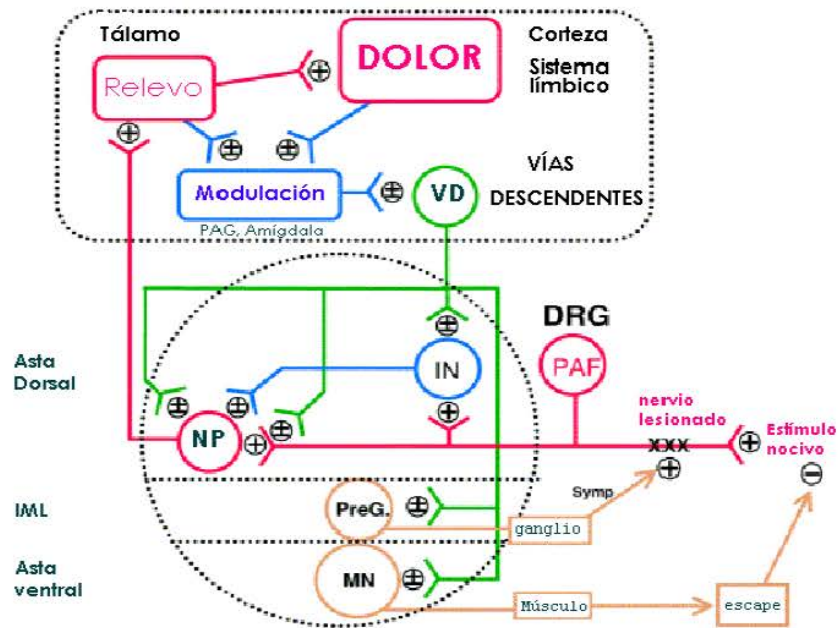 Tálamo
Relevo
DOLOR
Corteza
Sistema
límbico
Modulación
PAG, Amígdala
VD
VÍAS
DESCENDENTES
DRG
PAF
IN
Asta
Dorsal
NP
nervio
lesionado
xxx
Estímulo
nocivo
IML
PreG.
Symp
ganglio
Asta
ventral
MN
Músculo
escape